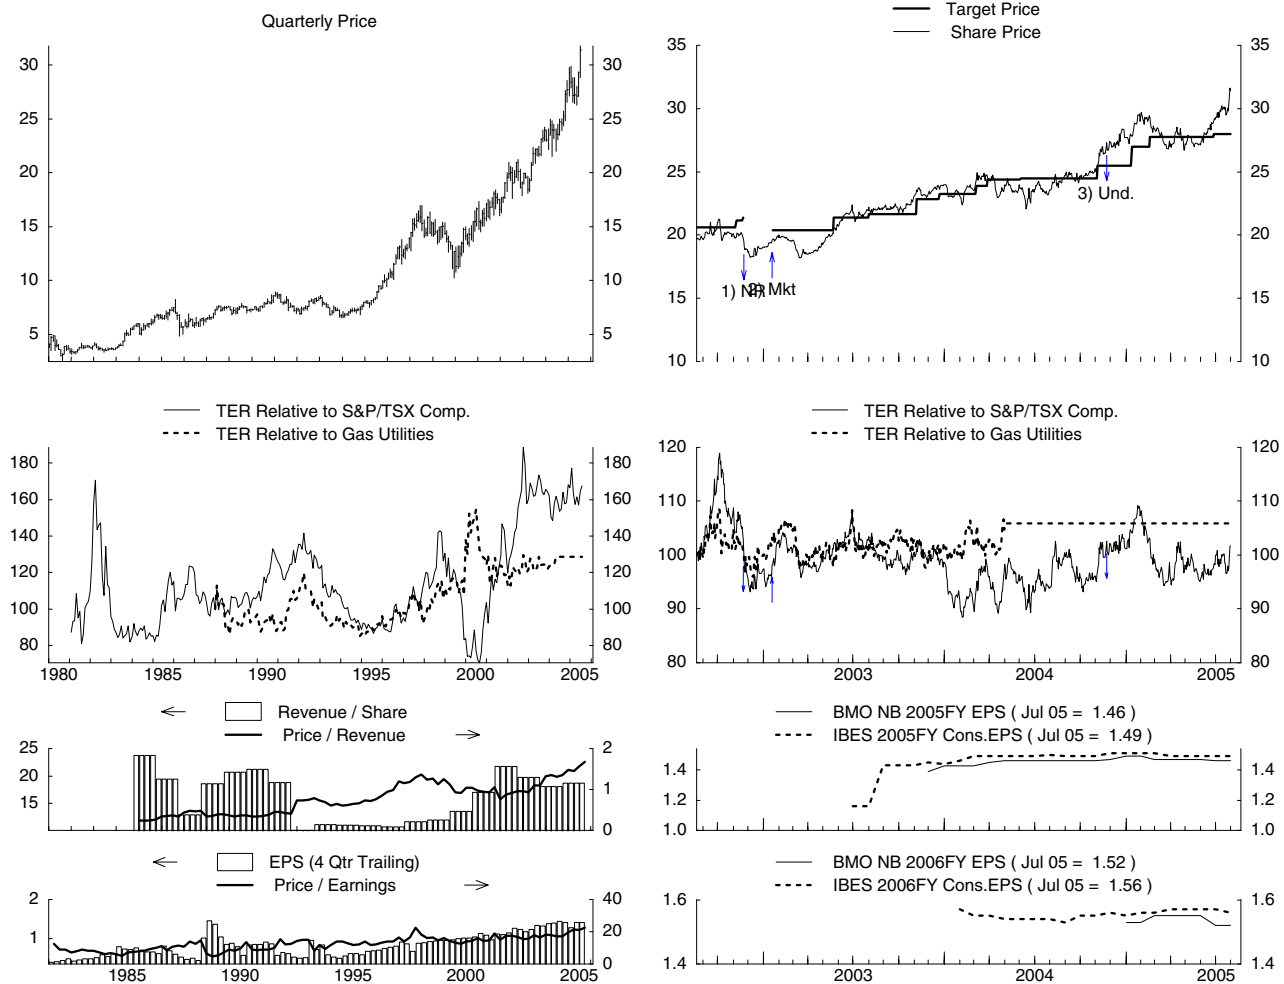 Quarterly Price
30 30
25 25
20 20
15 15
10 10
5 5
Target Price
Share Price
35 35
30 30
25 25
20 20
15 15
10 10
1) NR
2) Mkt
3) Und.
TER Relative to S&P/TSX Comp.
TER Relative to Gas Utilities
180 180
160 160
140 140
120 120
100 100
80 80
1980 1985 1990 1995 2000 2005
TER Relative to S&P/TSX Comp.
TER Relative to Gas Utilities
120 120
110 110
100 100
90 90
80 80
2003 2004 2005
Revenue / Share
Price / Revenue
25 2
20 1
15
0
BMO NB 2005FY EPS ( Jul 05 = 1.46 )
IBES 2005FY Cons.EPS ( Jul 05 = 1.49 )
1.4 1.4
1.2 1.2
1.0 1.0
EPS (4 Qtr Trailing)
Price / Earnings
2 40
1 20
0
1985 1990 1995 2000 2005
BMO NB 2006FY EPS ( Jul 05 = 1.52 )
IBES 2006FY Cons.EPS ( Jul 05 = 1.56 )
1.6 1.6
1.4 1.4
2003 2004 2005